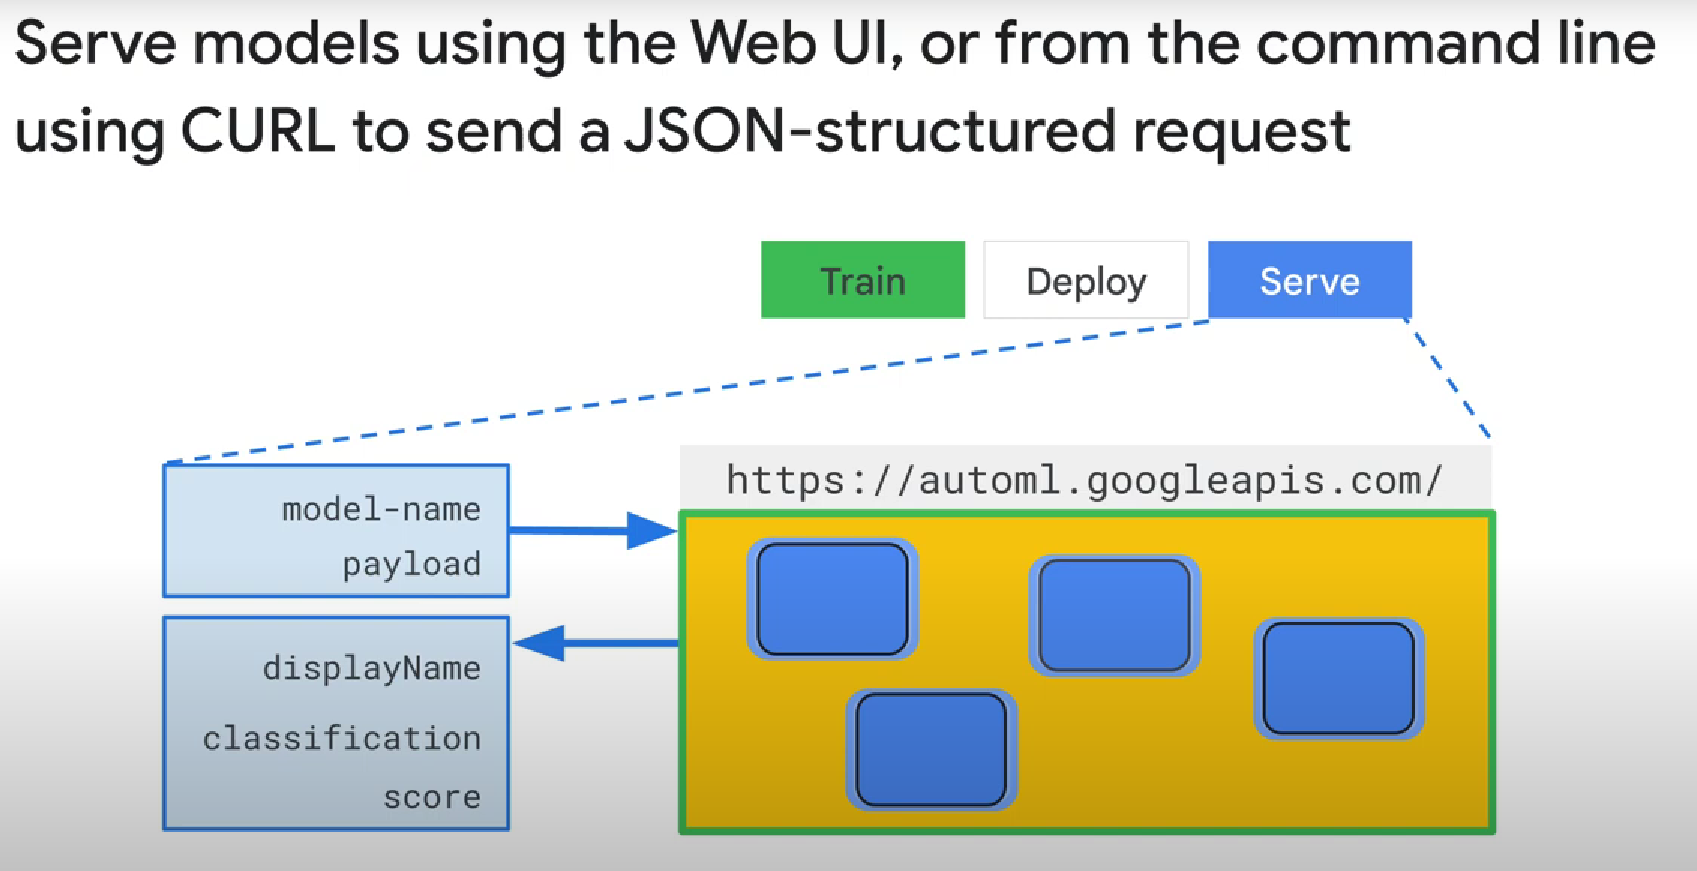 Serve models using the Web UI, or from the command line
using CURL to send a JSON-structured request
Train
Deploy
Serve
https://automl.googleapis.com/
model-name
payload
displayName
classification
score